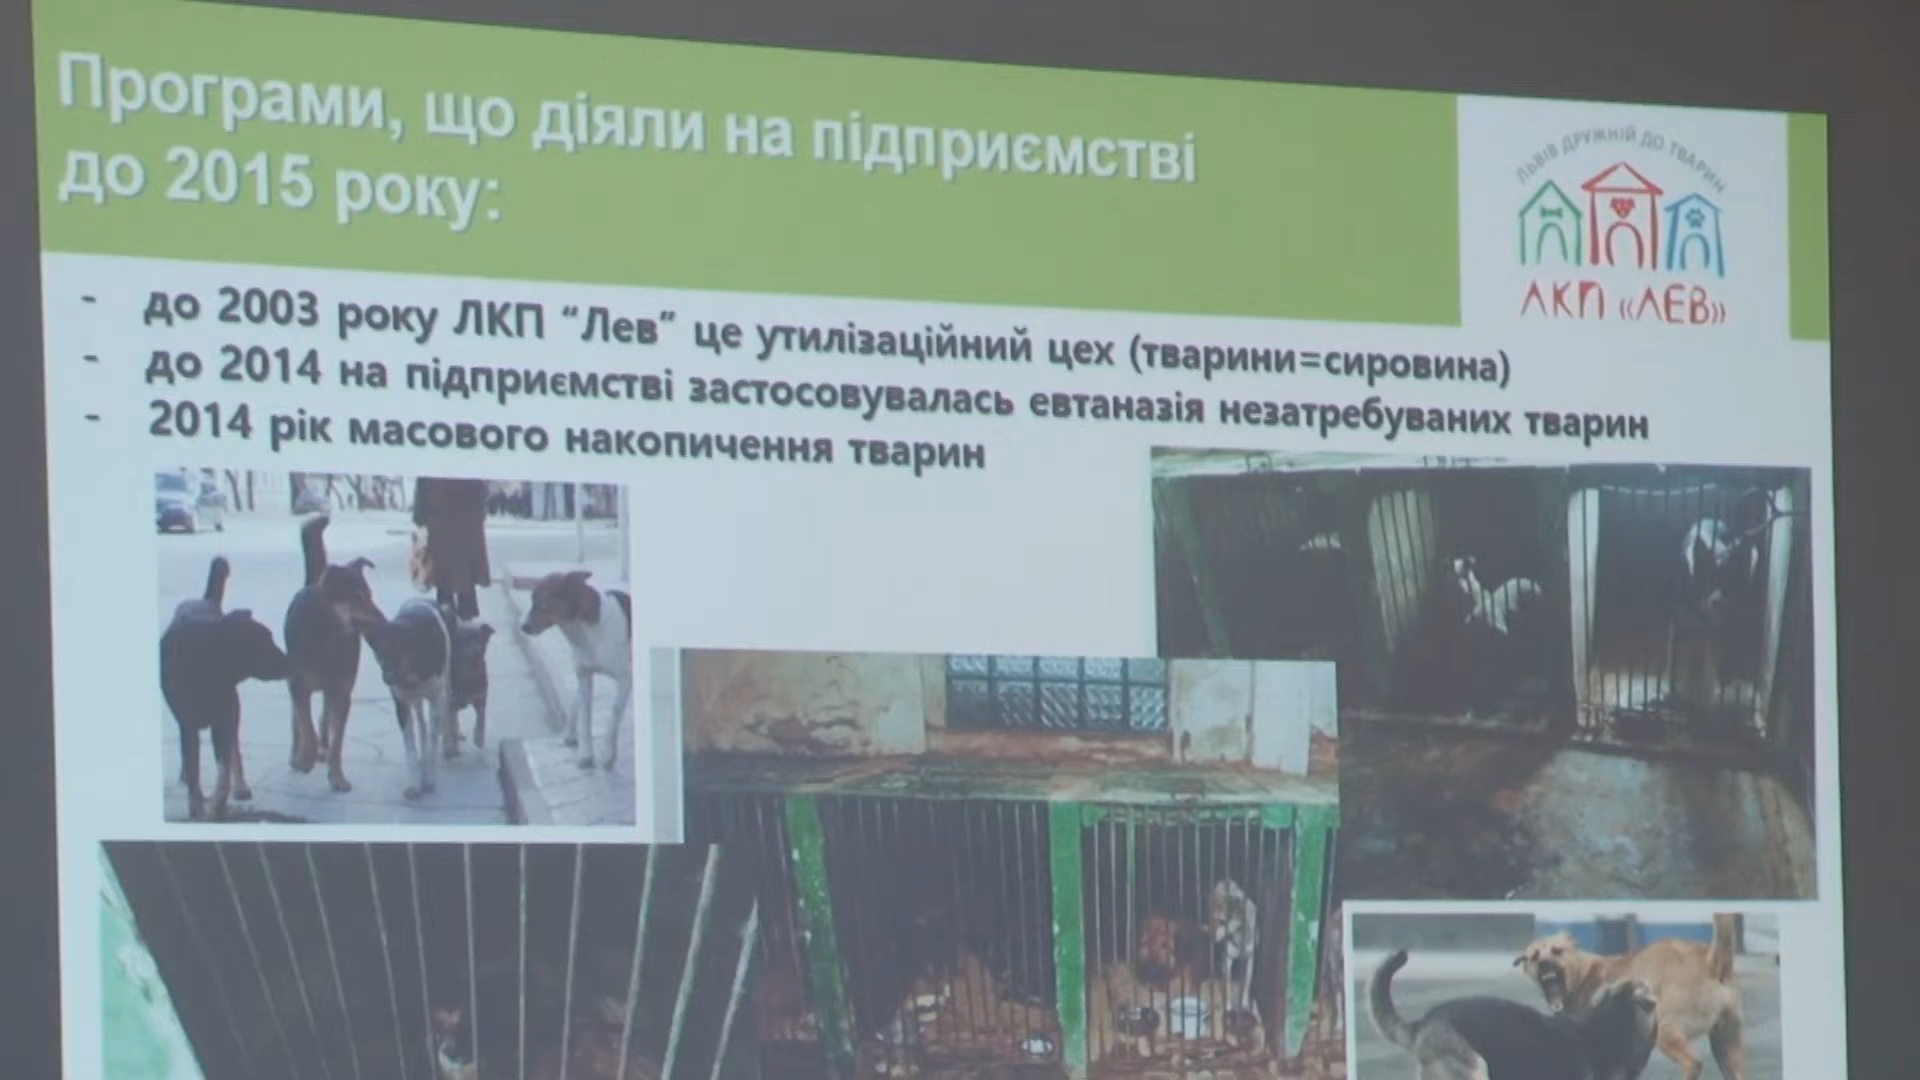 Програми, що діяли на підприємстві
до 2015 року:
ЛЬВІВ ДРУЖНІЙ ДО ТВАРИН
ЛКП «ЛЕВ»
- до 2003 року ЛКП “Лев” це утилізаційний цех (тварини=сировина)
- до 2014 на підприємстві застосовувалась евтаназія незатребуваних тварин
- 2014 рік масового накопичення тварин